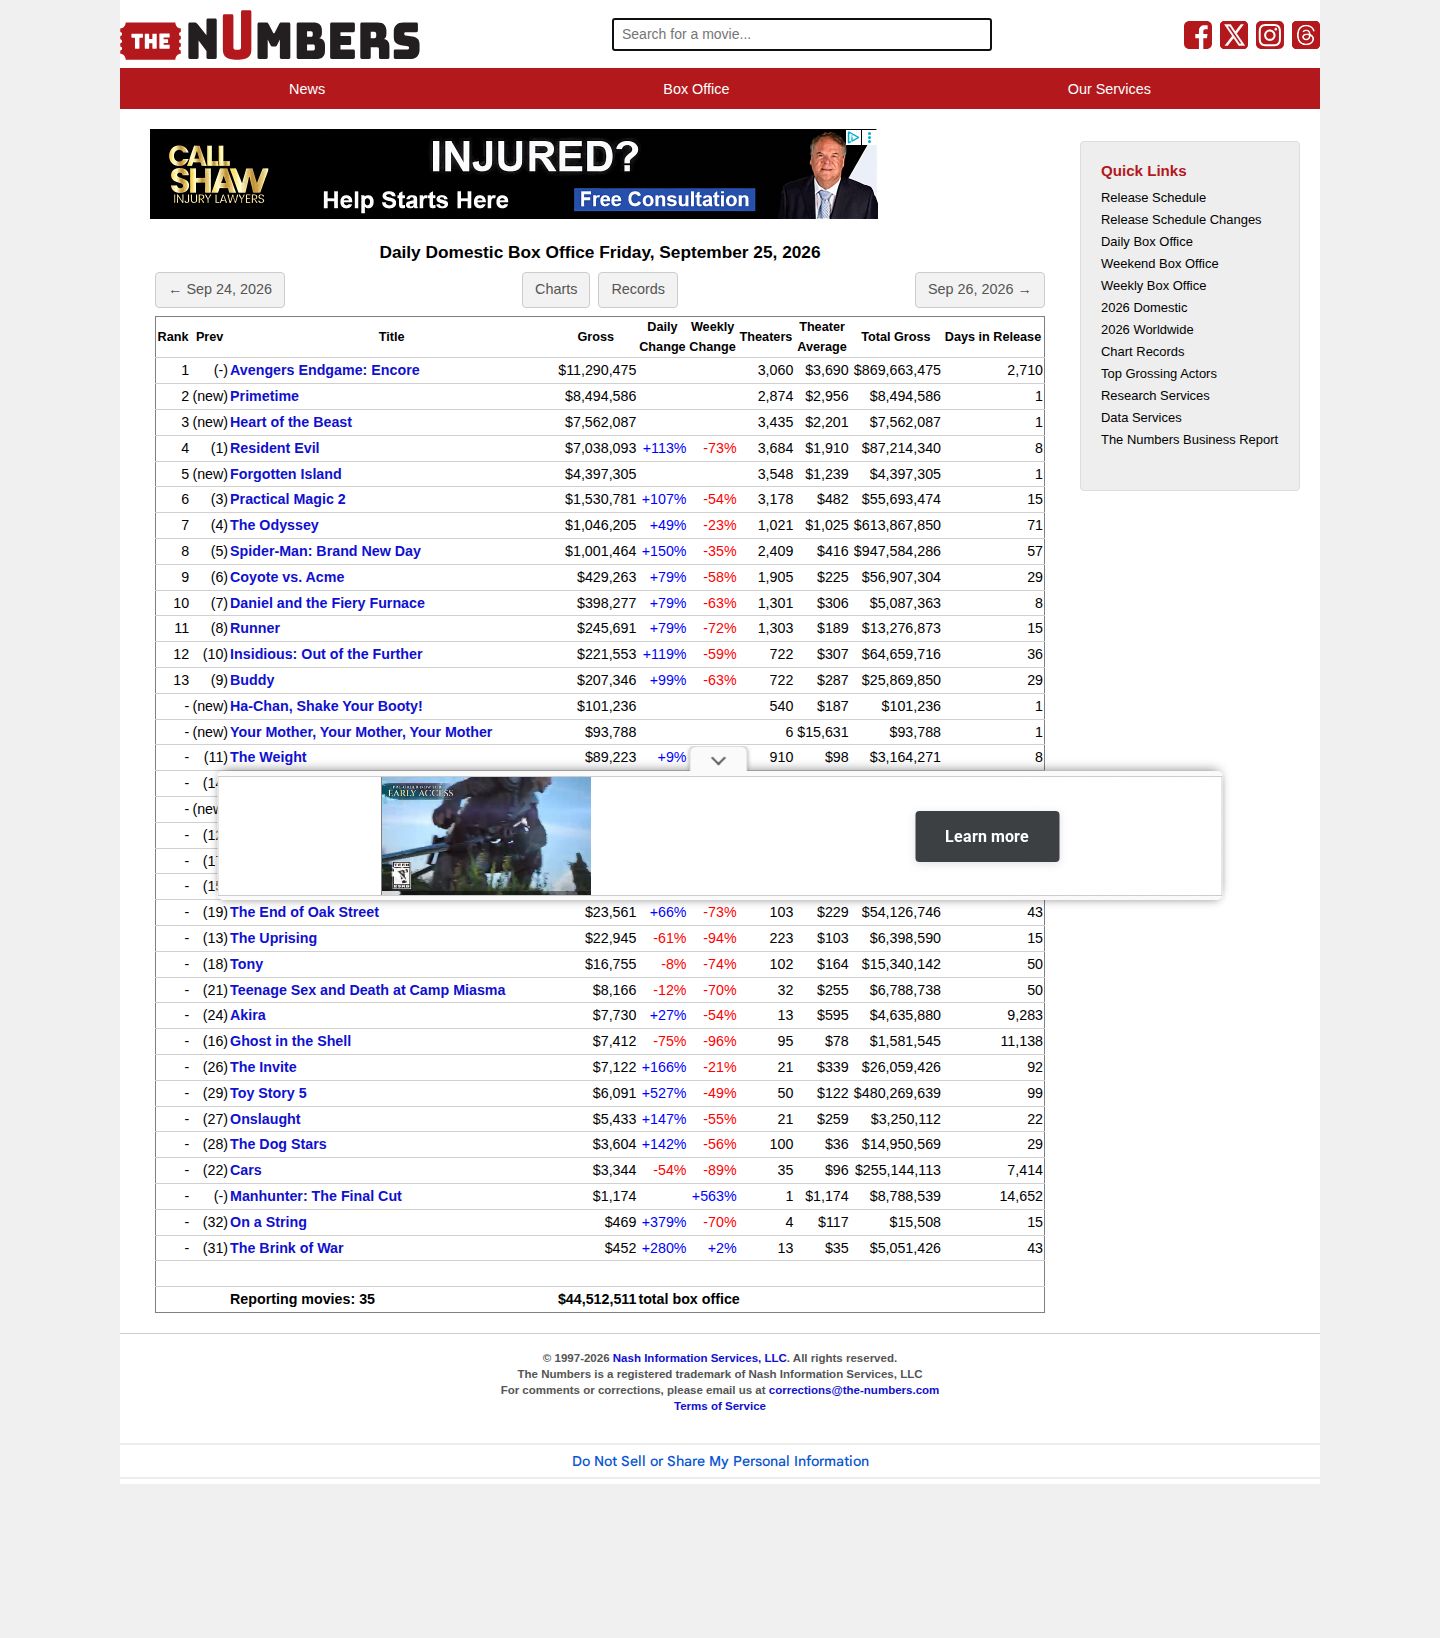 THE NUMBERS
Search for a movie...
News Box Office Our Services
CALL SHAW INJURY LAWYERS
INJURED?
Help Starts Here Free Consultation
Quick Links
Release Schedule
Release Schedule Changes
Daily Box Office
Weekend Box Office
Weekly Box Office
2026 Domestic
2026 Worldwide
Chart Records
Top Grossing Actors
Research Services
Data Services
The Numbers Business Report
Daily Domestic Box Office Friday, September 25, 2026
← Sep 24, 2026 Charts Records Sep 26, 2026 →
Rank Prev Title Gross Daily Change Weekly Change Theaters Theater Average Total Gross Days in Release
1 (-) Avengers Endgame: Encore $11,290,475 3,060 $3,690 $869,663,475 2,710
2 (new) Primetime $8,494,586 2,874 $2,956 $8,494,586 1
3 (new) Heart of the Beast $7,562,087 3,435 $2,201 $7,562,087 1
4 (1) Resident Evil $7,038,093 +113% -73% 3,684 $1,910 $87,214,340 8
5 (new) Forgotten Island $4,397,305 3,548 $1,239 $4,397,305 1
6 (3) Practical Magic 2 $1,530,781 +107% -54% 3,178 $482 $55,693,474 15
7 (4) The Odyssey $1,046,205 +49% -23% 1,021 $1,025 $613,867,850 71
8 (5) Spider-Man: Brand New Day $1,001,464 +150% -35% 2,409 $416 $947,584,286 57
9 (6) Coyote vs. Acme $429,263 +79% -58% 1,905 $225 $56,907,304 29
10 (7) Daniel and the Fiery Furnace $398,277 +79% -63% 1,301 $306 $5,087,363 8
11 (8) Runner $245,691 +79% -72% 1,303 $189 $13,276,873 15
12 (10) Insidious: Out of the Further $221,553 +119% -59% 722 $307 $64,659,716 36
13 (9) Buddy $207,346 +99% -63% 722 $287 $25,869,850 29
- (new) Ha-Chan, Shake Your Booty! $101,236 540 $187 $101,236 1
- (new) Your Mother, Your Mother, Your Mother $93,788 6 $15,631 $93,788 1
- (11) The Weight $89,223 +9% 910 $98 $3,164,271 8
EARLY ACCESS
Learn more
- (19) The End of Oak Street $23,561 +66% -73% 103 $229 $54,126,746 43
- (13) The Uprising $22,945 -61% -94% 223 $103 $6,398,590 15
- (18) Tony $16,755 -8% -74% 102 $164 $15,340,142 50
- (21) Teenage Sex and Death at Camp Miasma $8,166 -12% -70% 32 $255 $6,788,738 50
- (24) Akira $7,730 +27% -54% 13 $595 $4,635,880 9,283
- (16) Ghost in the Shell $7,412 -75% -96% 95 $78 $1,581,545 11,138
- (26) The Invite $7,122 +166% -21% 21 $339 $26,059,426 92
- (29) Toy Story 5 $6,091 +527% -49% 50 $122 $480,269,639 99
- (27) Onslaught $5,433 +147% -55% 21 $259 $3,250,112 22
- (28) The Dog Stars $3,604 +142% -56% 100 $36 $14,950,569 29
- (22) Cars $3,344 -54% -89% 35 $96 $255,144,113 7,414
- (-) Manhunter: The Final Cut $1,174 +563% 1 $1,174 $8,788,539 14,652
- (32) On a String $469 +379% -70% 4 $117 $15,508 15
- (31) The Brink of War $452 +280% +2% 13 $35 $5,051,426 43
Reporting movies: 35 $44,512,511 total box office
© 1997-2026 Nash Information Services, LLC. All rights reserved.
The Numbers is a registered trademark of Nash Information Services, LLC
For comments or corrections, please email us at corrections@the-numbers.com
Terms of Service
Do Not Sell or Share My Personal Information